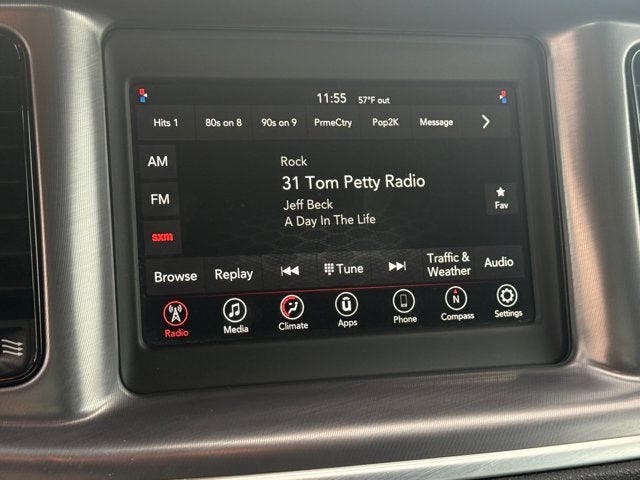 11:55 57°F out
Hits 1 80s on 8 90s on 9 PrmeCtry Pop2K Message
AM
FM
sxm
Rock
31 Tom Petty Radio
Jeff Beck
A Day In The Life
Fav
Browse Replay Tune Traffic & Weather Audio
Radio Media Climate Apps Phone N Compass Settings